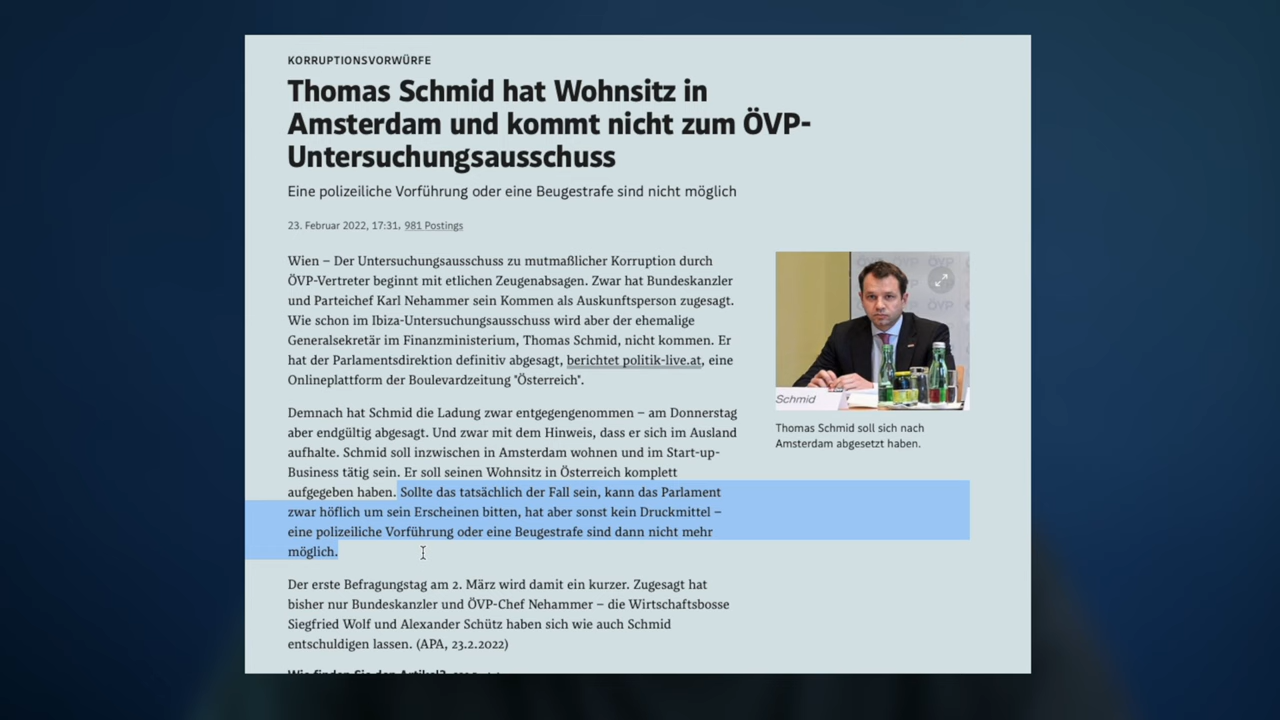 KORRUPTIONSVORWÜRFE
Thomas Schmid hat Wohnsitz in
Amsterdam und kommt nicht zum ÖVP-
Untersuchungsausschuss
Eine polizeiliche Vorführung oder eine Beugestrafe sind nicht möglich
23. Februar 2022, 17:31, 981 Postings
Wien – Der Untersuchungsausschuss zu mutmaßlicher Korruption durch
ÖVP-Vertreter beginnt mit etlichen Zeugenabsagen. Zwar hat Bundeskanzler
und Parteichef Karl Nehammer sein Kommen als Auskunftsperson zugesagt.
Wie schon im Ibiza-Untersuchungsausschuss wird aber der ehemalige
Generalsekretär im Finanzministerium, Thomas Schmid, nicht kommen. Er
hat der Parlamentsdirektion definitiv abgesagt, berichtet politik-live.at, eine
Onlineplattform der Boulevardzeitung "Österreich".
Demnach hat Schmid die Ladung zwar entgegengenommen – am Donnerstag
aber endgültig abgesagt. Und zwar mit dem Hinweis, dass er sich im Ausland
aufhalte. Schmid soll inzwischen in Amsterdam wohnen und im Start-up-
Business tätig sein. Er soll seinen Wohnsitz in Österreich komplett
aufgegeben haben. Sollte das tatsächlich der Fall sein, kann das Parlament
zwar höflich um sein Erscheinen bitten, hat aber sonst kein Druckmittel –
eine polizeiliche Vorführung oder eine Beugestrafe sind dann nicht mehr
möglich.
Der erste Befragungstag am 2. März wird damit ein kurzer. Zugesagt hat
bisher nur Bundeskanzler und ÖVP-Chef Nehammer – die Wirtschaftsbosse
Siegfried Wolf und Alexander Schütz haben sich wie auch Schmid
entschuldigen lassen. (APA, 23.2.2022)
Wie finden Sie den Artikel?
ÖVP ÖVP ÖVP
ÖVP
Schmid
Thomas Schmid soll sich nach
Amsterdam abgesetzt haben.